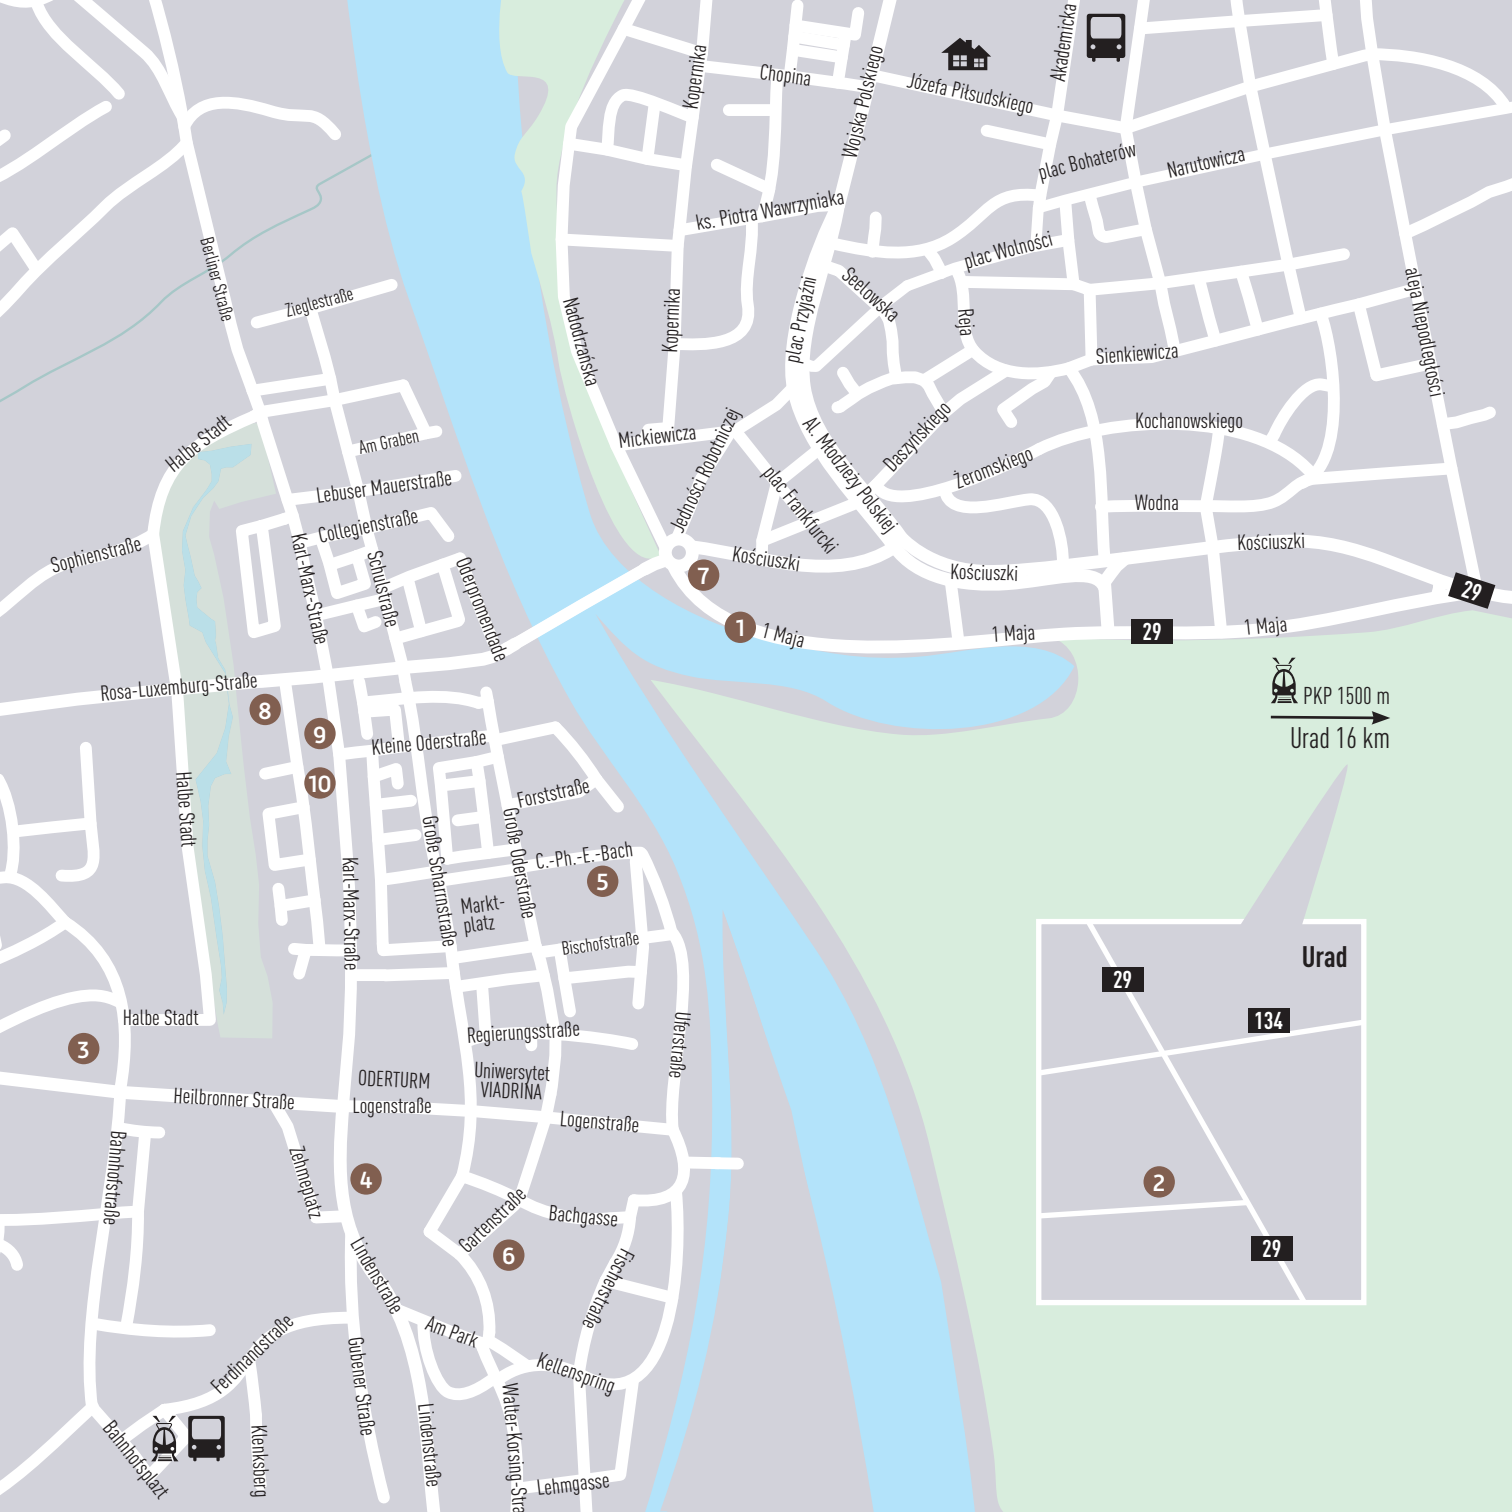 Akademicka
Kopernika
Chopina
Wojska Polskiego
Józefa Piłsudskiego
plac Bohaterów
Narutowicza
ks. Piotra Wawrzyniaka
plac Wolności
Berliner Straße
Zieglestraße
Seelowska
aleja Niepodległości
Nadodrzańska
Kopernika
plac Przyjaźni
Reja
Sienkiewicza
Halbe Stadt
Am Graben
Mickiewicza
Jedności Robotniczej
Al. Młodzieży Polskiej
Daszyńskiego
Kochanowskiego
Żeromskiego
Lebuser Mauerstraße
Collegienstraße
plac Frankfurcki
Wodna
Sophienstraße
Karl-Marx-Straße
Schulstraße
Oderpromendade
Kościuszki
Kościuszki
Kościuszki
7
29
1
1 Maja
1 Maja
29
1 Maja
Rosa-Luxemburg-Straße
8
9
10
PKP 1500 m
Urad 16 km
Kleine Oderstraße
Halbe Stadt
Forststraße
Große Scharrnstraße
Große Oderstraße
C.-Ph.-E.-Bach
5
Karl-Marx-Straße
Markt-
platz
Bischofstraße
Urad
29
134
2
29
Halbe Stadt
3
Regierungsstraße
Uferstraße
ODERTURM
Uniwersytet
VIADRINA
Heilbronner Straße
Logenstraße
Logenstraße
Bahnhofstraße
Zehmeplatz
4
Gartenstraße
Bachgasse
6
Lindenstraße
Fischerstraße
Am Park
Ferdinandstraße
Gubener Straße
Kellenspring
Bahnhofsplazt
Klenksberg
Lindenstraße
Walter-Korsing-Stra
Lehmgasse